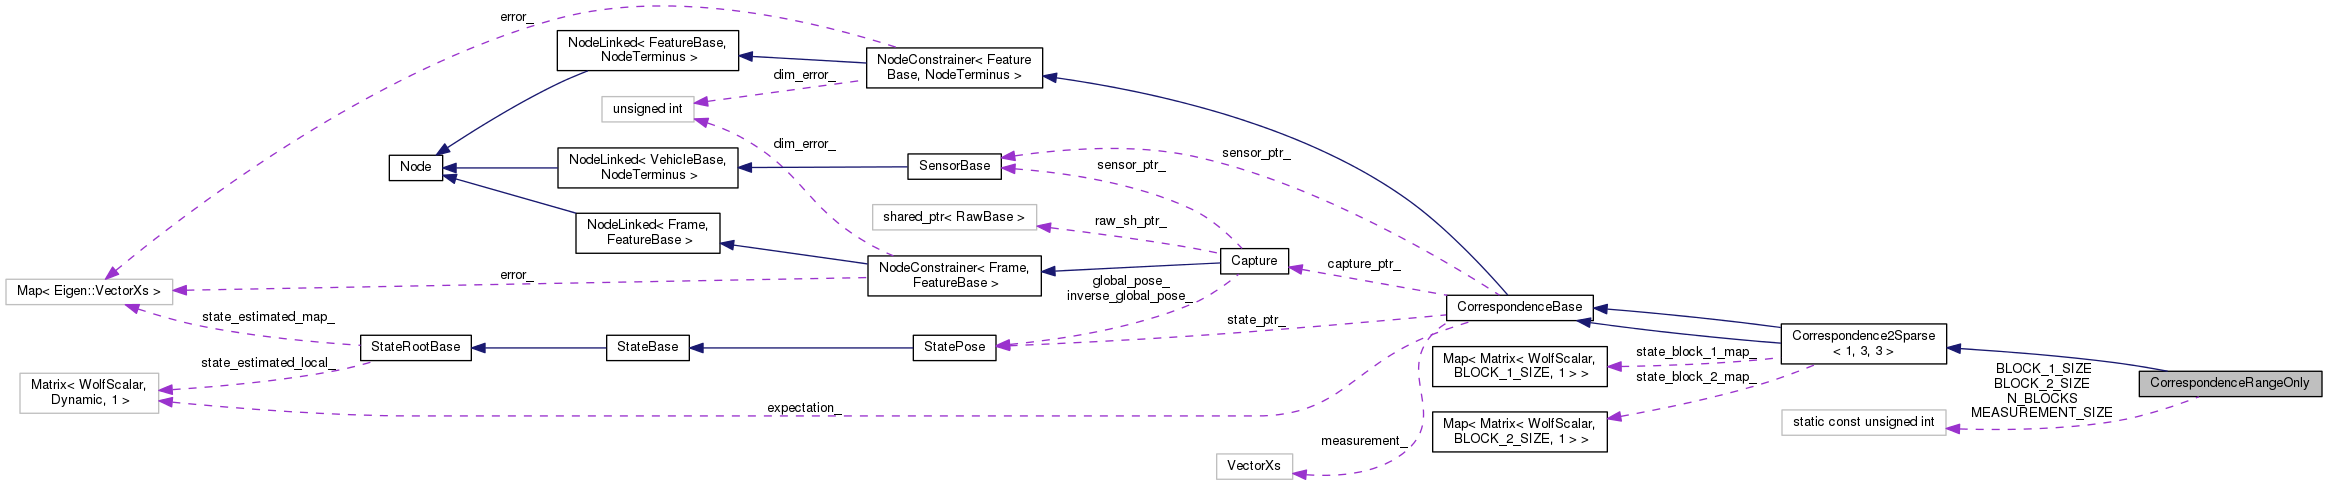 error_
NodeLinked< FeatureBase,
NodeTerminus >
NodeConstrainer< Feature
Base, NodeTerminus >
dim_error_
unsigned int
dim_error_
Node
NodeLinked< VehicleBase,
NodeTerminus >
SensorBase
sensor_ptr_
sensor_ptr_
shared_ptr< RawBase >
raw_sh_ptr_
NodeLinked< Frame,
FeatureBase >
Capture
capture_ptr_
NodeConstrainer< Frame,
FeatureBase >
error_
Map< Eigen::VectorXs >
global_pose_
inverse_global_pose_
CorrespondenceBase
state_estimated_map_
state_ptr_
StateRootBase
StateBase
StatePose
Correspondence2Sparse
< 1, 3, 3 >
state_estimated_local_
Matrix< WolfScalar,
Dynamic, 1 >
Map< Matrix< WolfScalar,
BLOCK_1_SIZE, 1 > >
state_block_1_map_
state_block_2_map_
BLOCK_1_SIZE
BLOCK_2_SIZE
N_BLOCKS
MEASUREMENT_SIZE
CorrespondenceRangeOnly
expectation_
Map< Matrix< WolfScalar,
BLOCK_2_SIZE, 1 > >
static const unsigned int
measurement_
VectorXs